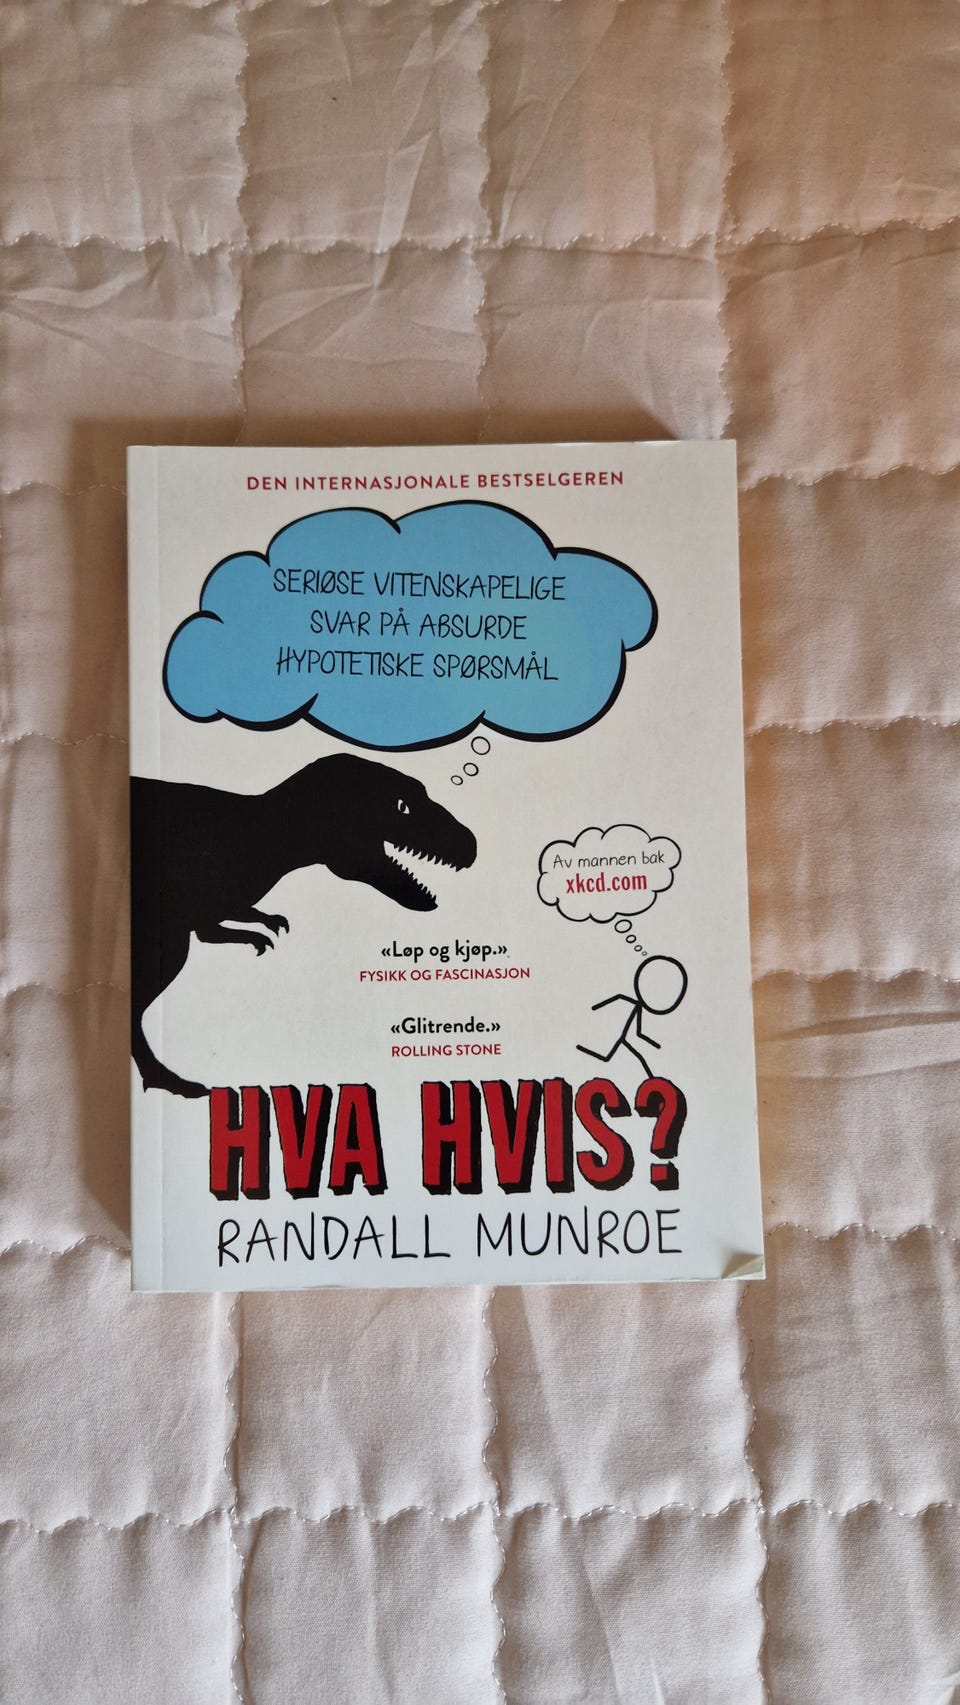 DEN INTERNASJONALE BESTSELGEREN
SERIØSE VITENSKAPELIGE
SVAR PÅ ABSURDE
HYPOTETISKE SPØRSMÅL
Av mannen bak
xkcd.com
«Løp og kjøp.»
FYSIKK OG FASCINASJON
«Glitrende.»
ROLLING STONE
HVA HVIS?
RANDALL MUNROE